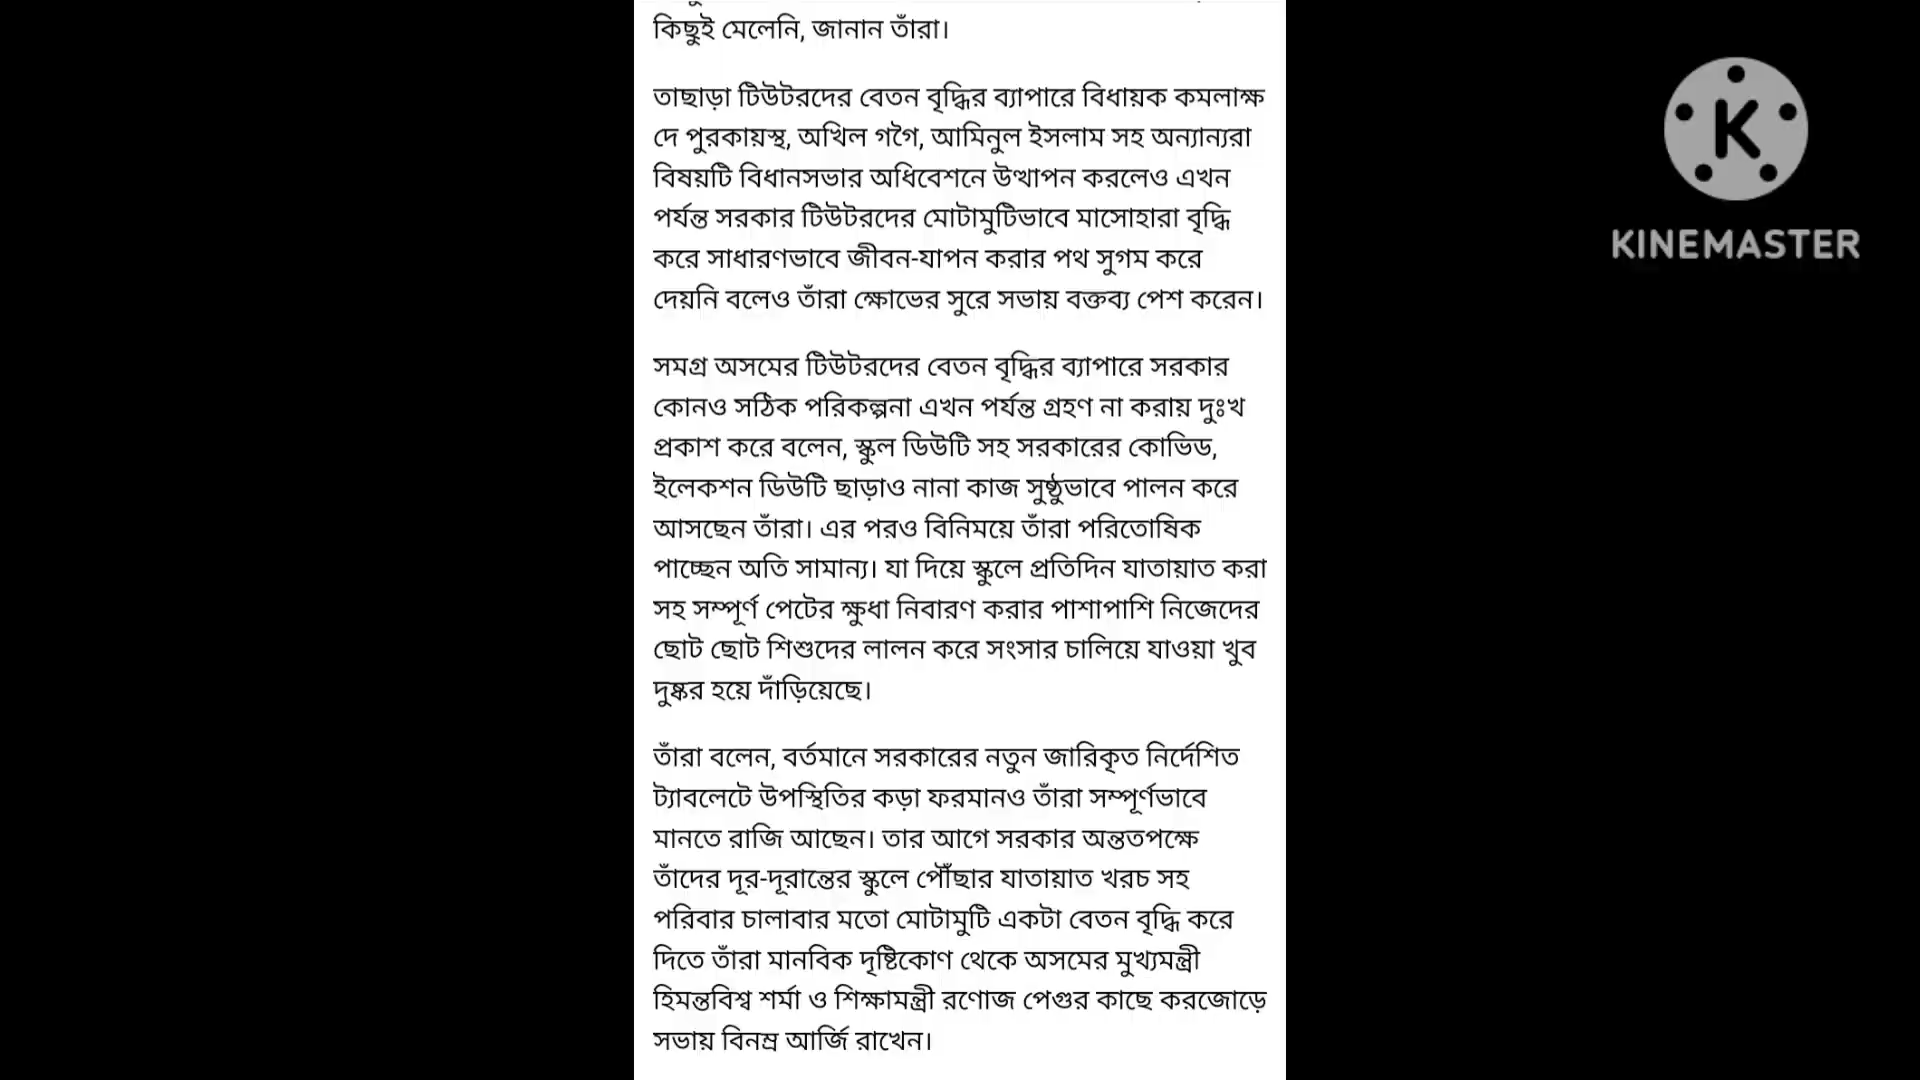 কিছুই মেলেনি, জানান তাঁরা।
তাছাড়া টিউটরদের বেতন বৃদ্ধির ব্যাপারে বিধায়ক কমলাক্ষ
দে পুরকায়স্থ, অখিল গগৈ, আমিনুল ইসলাম সহ অন্যান্যরা
বিষয়টি বিধানসভার অধিবেশনে উত্থাপন করলেও এখন
পর্যন্ত সরকার টিউটরদের মোটামুটিভাবে মাসোহারা বৃদ্ধি
করে সাধারণভাবে জীবন-যাপন করার পথ সুগম করে
দেয়নি বলেও তাঁরা ক্ষোভের সুরে সভায় বক্তব্য পেশ করেন।
সমগ্র অসমের টিউটরদের বেতন বৃদ্ধির ব্যাপারে সরকার
কোনও সঠিক পরিকল্পনা এখন পর্যন্ত গ্রহণ না করায় দুঃখ
প্রকাশ করে বলেন, স্কুল ডিউটি সহ সরকারের কোভিড,
ইলেকশন ডিউটি ছাড়াও নানা কাজ সুষ্ঠুভাবে পালন করে
আসছেন তাঁরা। এর পরও বিনিময়ে তাঁরা পরিতোষিক
পাচ্ছেন অতি সামান্য। যা দিয়ে স্কুলে প্রতিদিন যাতায়াত করা
সহ সম্পূর্ণ পেটের ক্ষুধা নিবারণ করার পাশাপাশি নিজেদের
ছোট ছোট শিশুদের লালন করে সংসার চালিয়ে যাওয়া খুব
দুষ্কর হয়ে দাঁড়িয়েছে।
তাঁরা বলেন, বর্তমানে সরকারের নতুন জারিকৃত নির্দেশিত
ট্যাবলেটে উপস্থিতির কড়া ফরমানও তাঁরা সম্পূর্ণভাবে
মানতে রাজি আছেন। তার আগে সরকার অন্ততপক্ষে
তাঁদের দূর-দূরান্তের স্কুলে পৌঁছার যাতায়াত খরচ সহ
পরিবার চালাবার মতো মোটামুটি একটা বেতন বৃদ্ধি করে
দিতে তাঁরা মানবিক দৃষ্টিকোণ থেকে অসমের মুখ্যমন্ত্রী
হিমন্তবিশ্ব শর্মা ও শিক্ষামন্ত্রী রণোজ পেগুর কাছে করজোড়ে
সভায় বিনম্র আর্জি রাখেন।
K
KINEMASTER